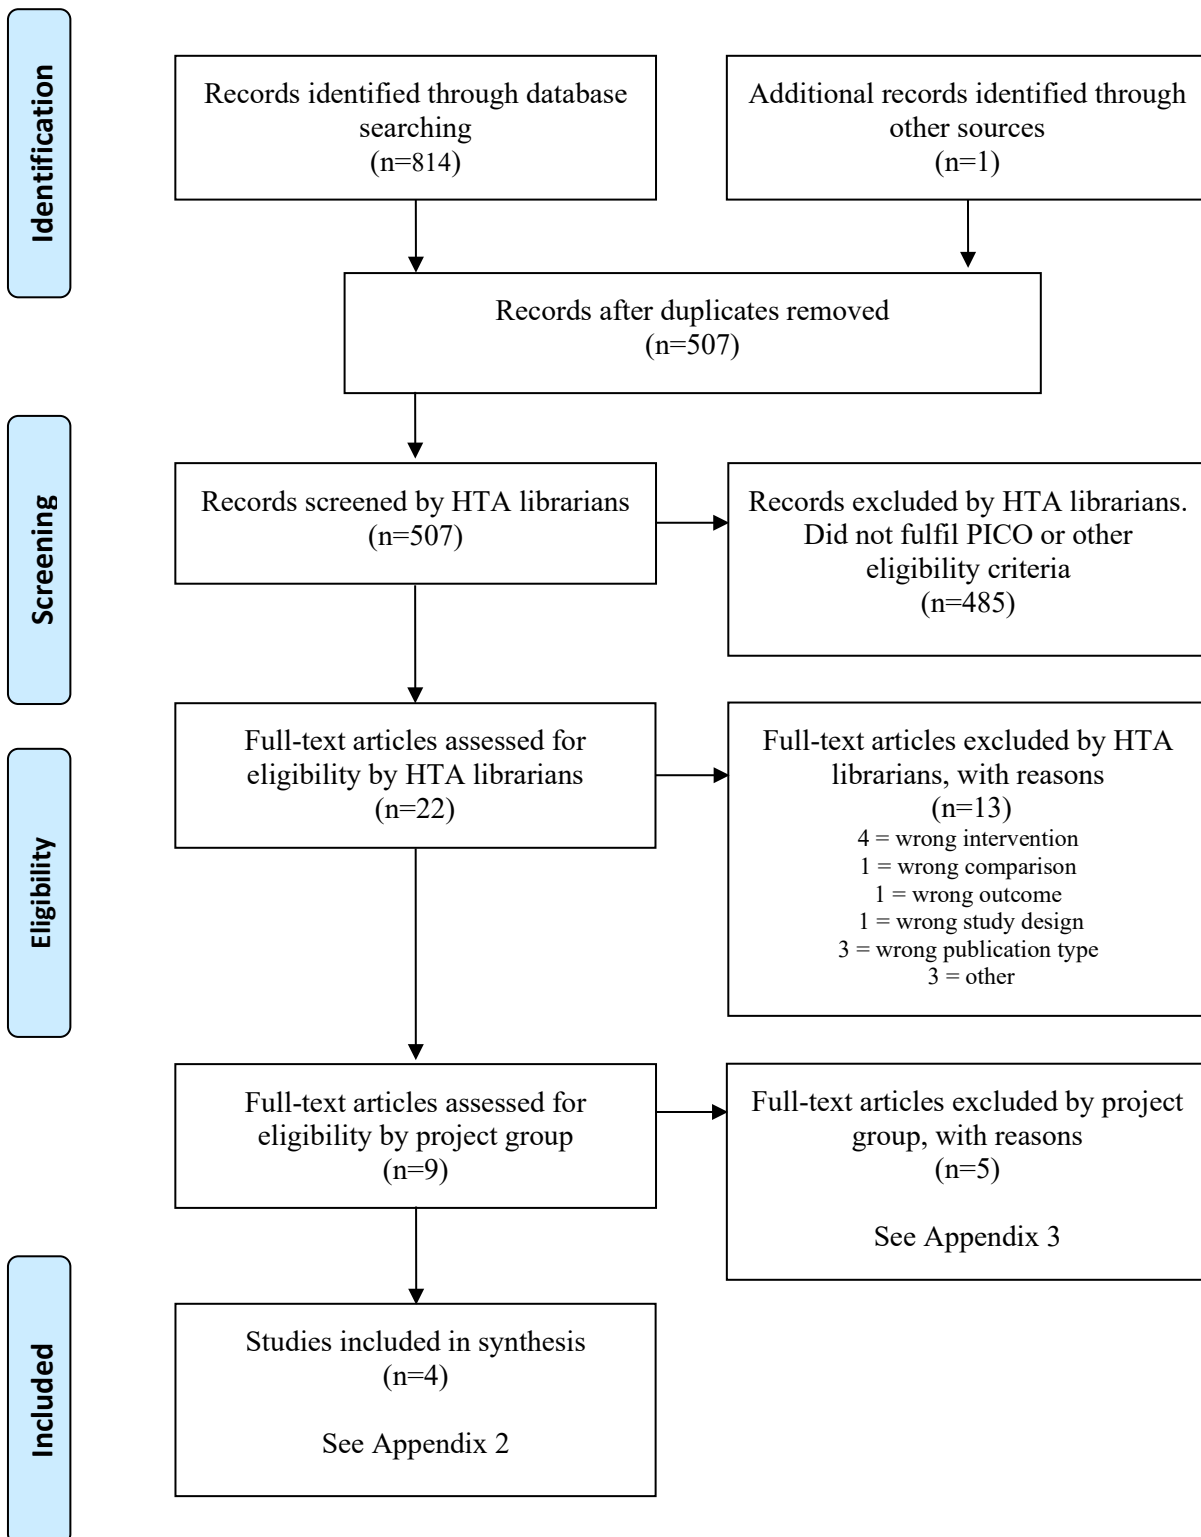 Identification
Records identified through database
searching
(n=814)
Additional records identified through
other sources
(n=1)
Records after duplicates removed
(n=507)
Screening
Records screened by HTA librarians
(n=507)
Records excluded by HTA librarians.
Did not fulfil PICO or other
eligibility criteria
(n=485)
Eligibility
Full-text articles assessed for
eligibility by HTA librarians
(n=22)
Full-text articles excluded by HTA
librarians, with reasons
(n=13)
4 = wrong intervention
1 = wrong comparison
1 = wrong outcome
1 = wrong study design
3 = wrong publication type
3 = other
Full-text articles assessed for
eligibility by project group
(n=9)
Full-text articles excluded by project
group, with reasons
(n=5)
See Appendix 3
Included
Studies included in synthesis
(n=4)
See Appendix 2